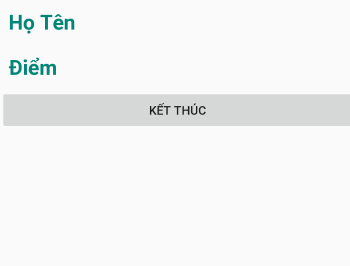 Họ Tên
Điểm
KẾT THÚC